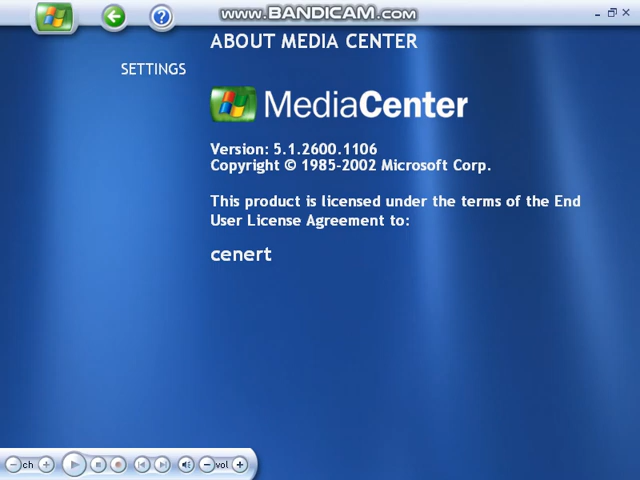 www.BANDICAM.com
ABOUT MEDIA CENTER
SETTINGS
MediaCenter
Version: 5.1.2600.1106
Copyright © 1985-2002 Microsoft Corp.
This product is licensed under the terms of the End
User License Agreement to:
cenert
ch
vol